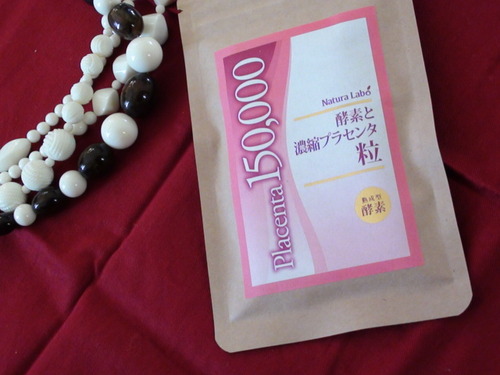 Natura Labo
酵素と
濃縮プラセンタ
粒
熟成型
酵素
Placenta 150,000